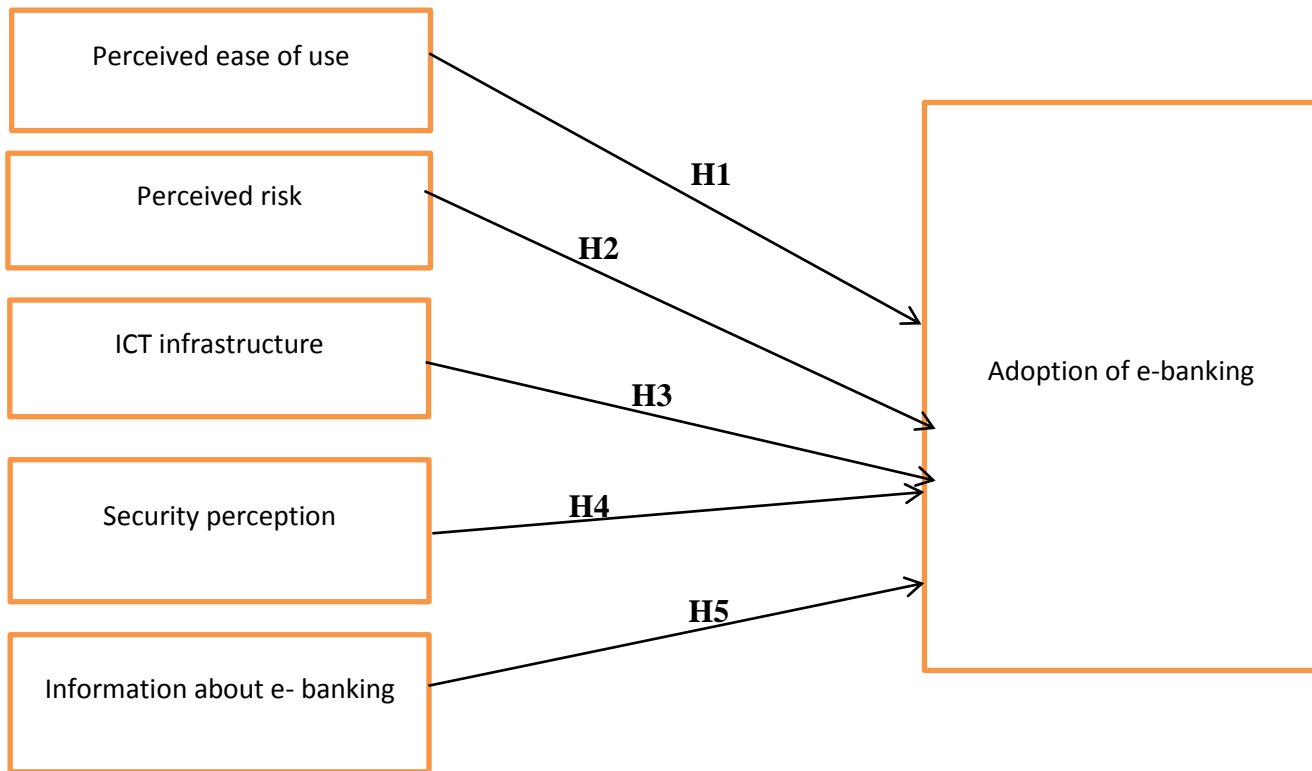 Perceived ease of use
H1
Perceived risk
H2
ICT infrastructure
H3
Adoption of e-banking
Security perception
H4
H5
Information about e- banking